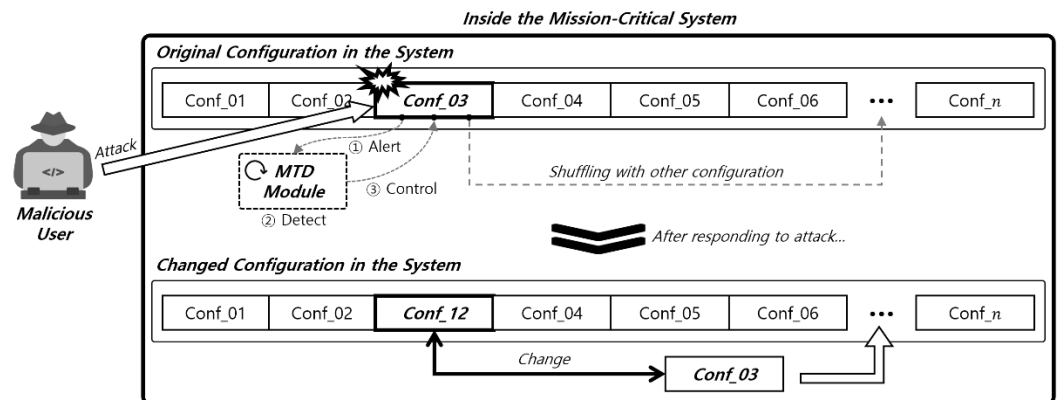 Inside the Mission-Critical System
Original Configuration in the System
Conf_01 Conf_02 Conf_03 Conf_04 Conf_05 Conf_06 ••• Conf_n
Attack
① Alert
MTD
Module
③ Control
Shuffling with other configuration
② Detect
</>
Malicious
User
After responding to attack...
Changed Configuration in the System
Conf_01 Conf_02 Conf_12 Conf_04 Conf_05 Conf_06 ••• Conf_n
Change
Conf_03